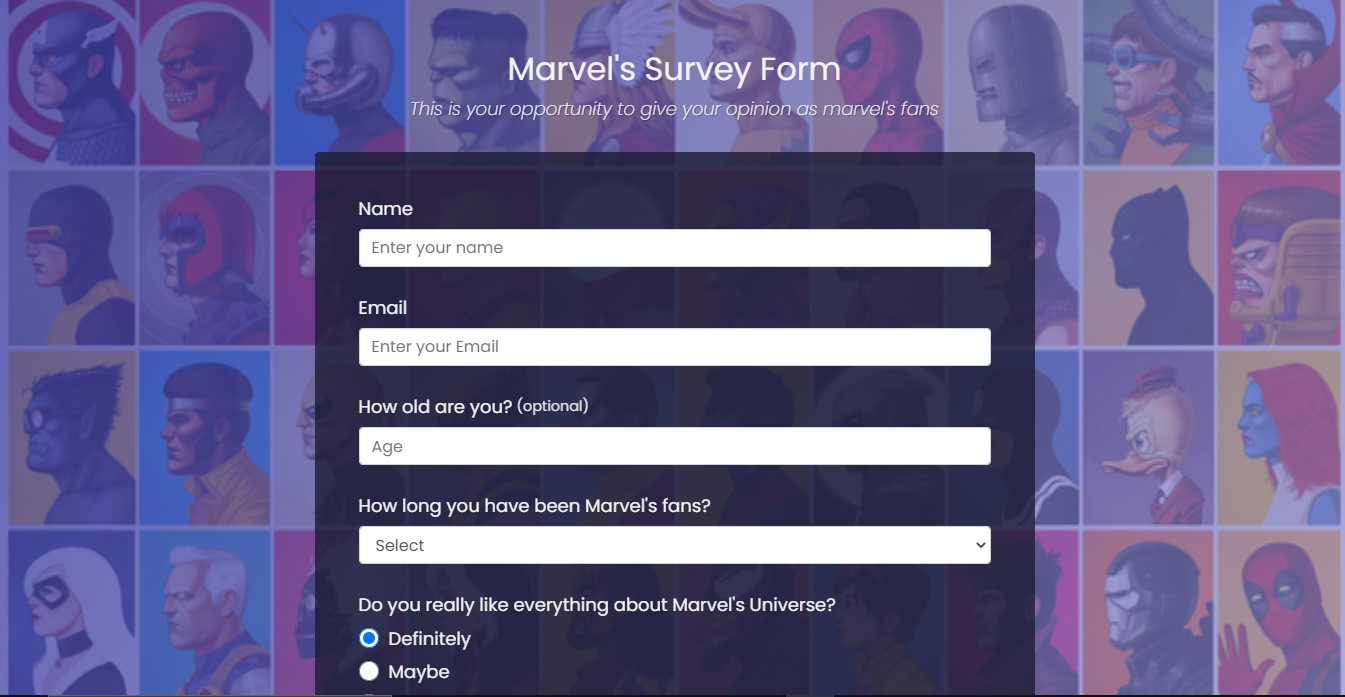 Marvel's Survey Form
This is your opportunity to give your opinion as marvel's fans
Name
Enter your name
Email
Enter your Email
How old are you? (optional)
Age
How long you have been Marvel's fans?
Select
Do you really like everything about Marvel's Universe?
Definitely
Maybe